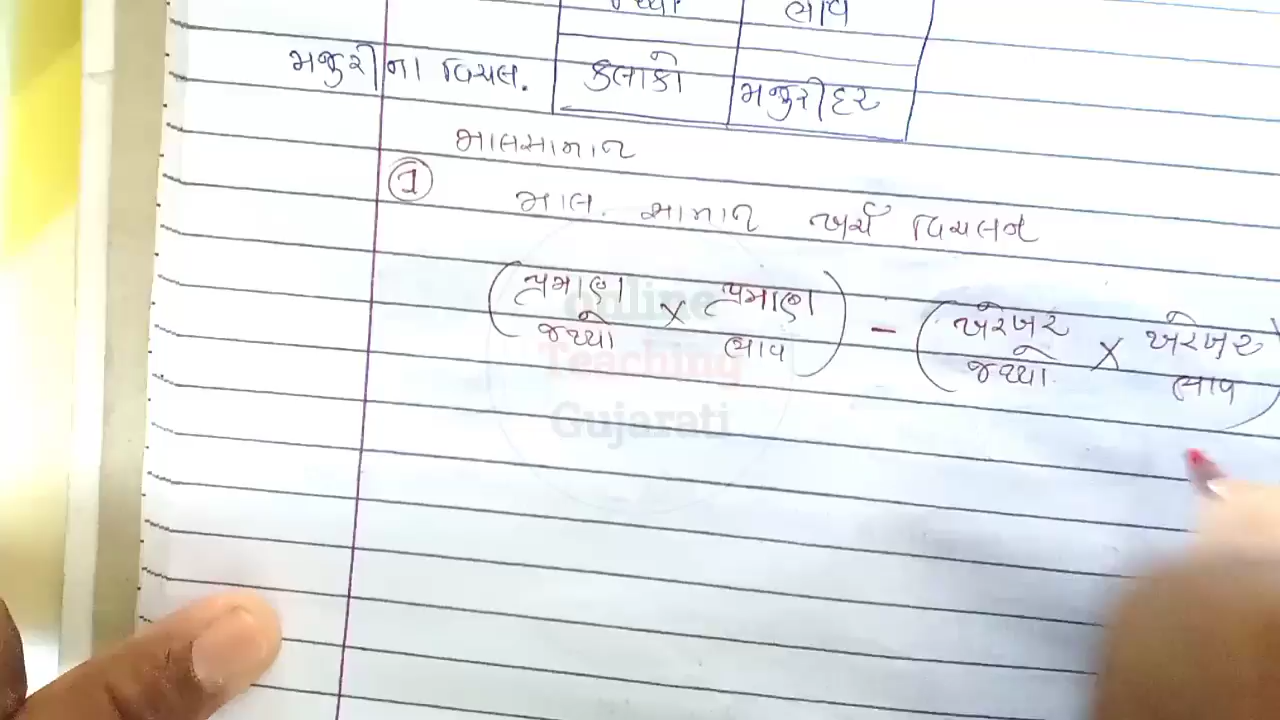 જથ્થો ભાવ
મજુરીના વિચલ. કલાકો મજુરીદર
માલસામાન
1 માલ. સામાન ખર્ચ વિચલન
(પ્રમાણ જથ્થો X પ્રમાણ ભાવ) - (ખરેખર જથ્થો X ખરેખર ભાવ)
online
Teaching
Gujarati